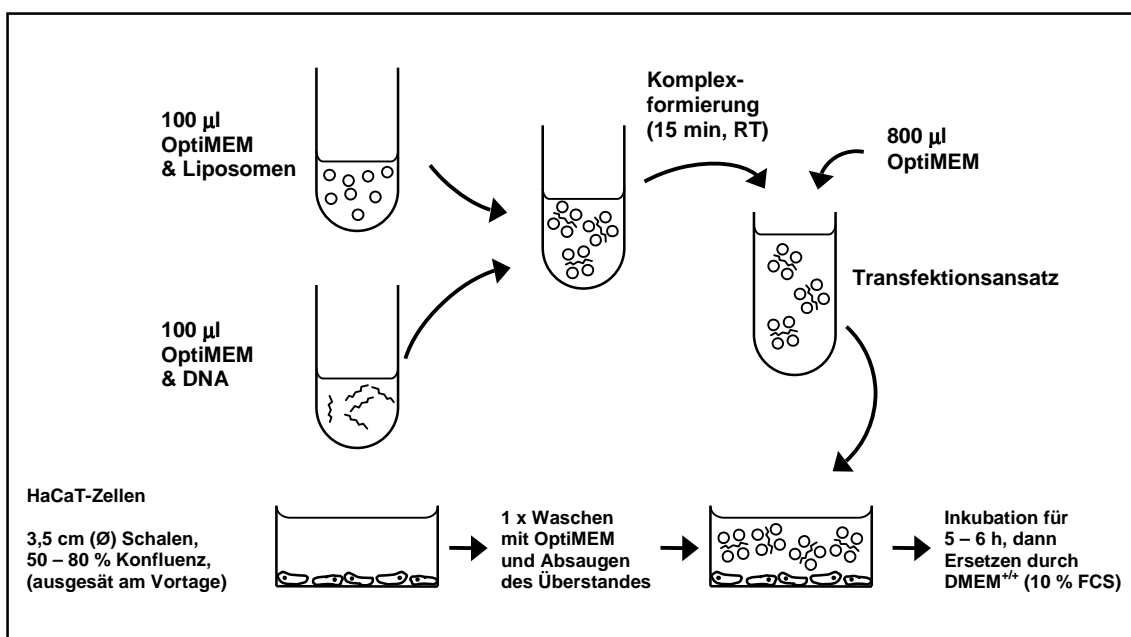 100 µl
OptiMEM
& Liposomen
Komplex-
formierung
(15 min, RT)
800 µl
OptiMEM
100 µl
OptiMEM
& DNA
Transfektionsansatz
HaCaT-Zellen
3,5 cm (Ø) Schalen,
50 – 80 % Konfluenz,
(ausgesät am Vortage)
1 x Waschen
mit OptiMEM
und Absaugen
des Überstandes
Inkubation für
5 – 6 h, dann
Ersetzen durch
DMEM+/+ (10 % FCS)